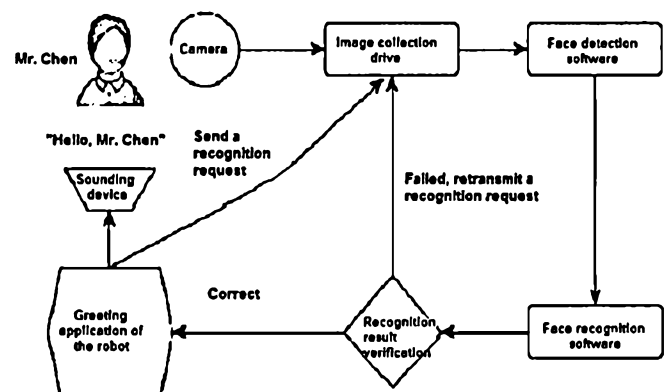 Mr. Chen
Camera
Image collection
drive
Face detection
software
"Hello, Mr. Chen"
Send a
recognition
request
Sounding
device
Failed, retransmit a
recognition request
Correct
Greeting
application of
the robot
Recognition
result
verification
Face recognition
software